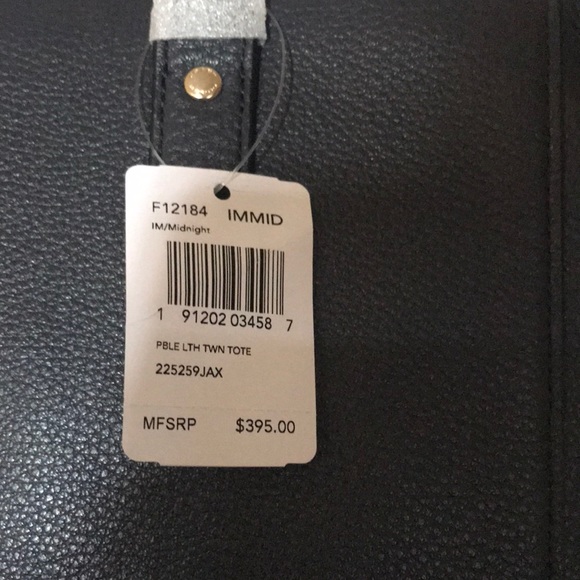 F12184 IMMID
IM/Midnight
1 91202 03458 7
PBLE LTH TWN TOTE
225259JAX
MFSRP $395.00